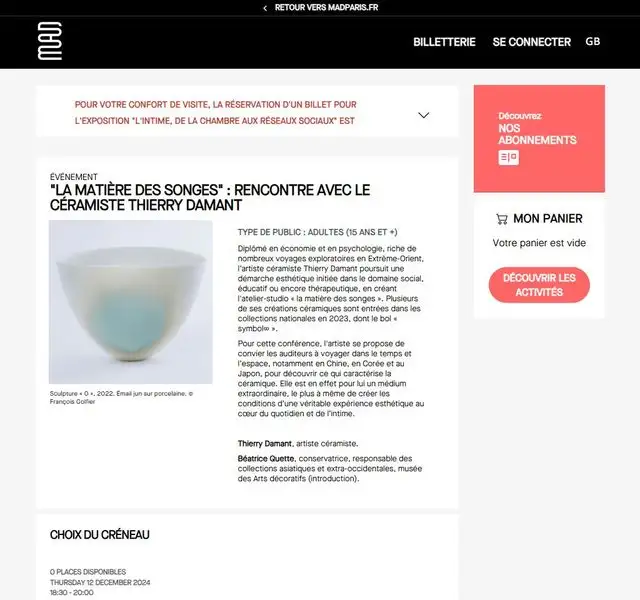 RETOUR VERS MADPARIS.FR
MAD
BILLETTERIE SE CONNECTER GB
POUR VOTRE CONFORT DE VISITE, LA RÉSERVATION D'UN BILLET POUR
L'EXPOSITION "L'INTIME, DE LA CHAMBRE AUX RÉSEAUX SOCIAUX" EST
Découvrez
NOS
ABONNEMENTS
MON PANIER
Votre panier est vide
DÉCOUVRIR LES
ACTIVITÉS
ÉVÉNEMENT
"LA MATIÈRE DES SONGES" : RENCONTRE AVEC LE
CÉRAMISTE THIERRY DAMANT
Sculpture « O », 2022. Émail jun sur porcelaine. ©
François Golfier
TYPE DE PUBLIC : ADULTES (15 ANS ET +)
Diplômé en économie et en psychologie, riche de
nombreux voyages exploratoires en Extrême-Orient,
l'artiste céramiste Thierry Damant poursuit une
démarche esthétique initiée dans le domaine social,
éducatif ou encore thérapeutique, en créant
l'atelier-studio « la matière des songes ». Plusieurs
de ses créations céramiques sont entrées dans les
collections nationales en 2023, dont le bol «
symbol∞ ».
Pour cette conférence, l'artiste se propose de
convier les auditeurs à voyager dans le temps et
l'espace, notamment en Chine, en Corée et au
Japon, pour découvrir ce qui caractérise la
céramique. Elle est en effet pour lui un médium
extraordinaire, le plus à même de créer les
conditions d'une véritable expérience esthétique au
cœur du quotidien et de l'intime.
Thierry Damant, artiste céramiste.
Béatrice Quette, conservatrice, responsable des
collections asiatiques et extra-occidentales, musée
des Arts décoratifs (introduction).
CHOIX DU CRÉNEAU
0 PLACES DISPONIBLES
THURSDAY 12 DECEMBER 2024
18:30 - 20:00